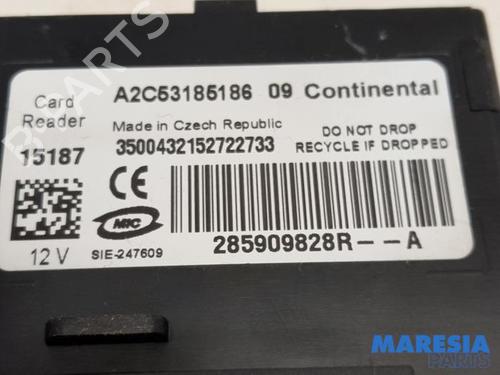 Card
Reader
A2C53185186 09 Continental
Made in Czech Republic
DO NOT DROP
15187
3500432152722733
RECYCLE IF DROPPED
CE
MIC
12 V
SIE-247609
285909828R--A
B PARTS
MARESIA
PARTS